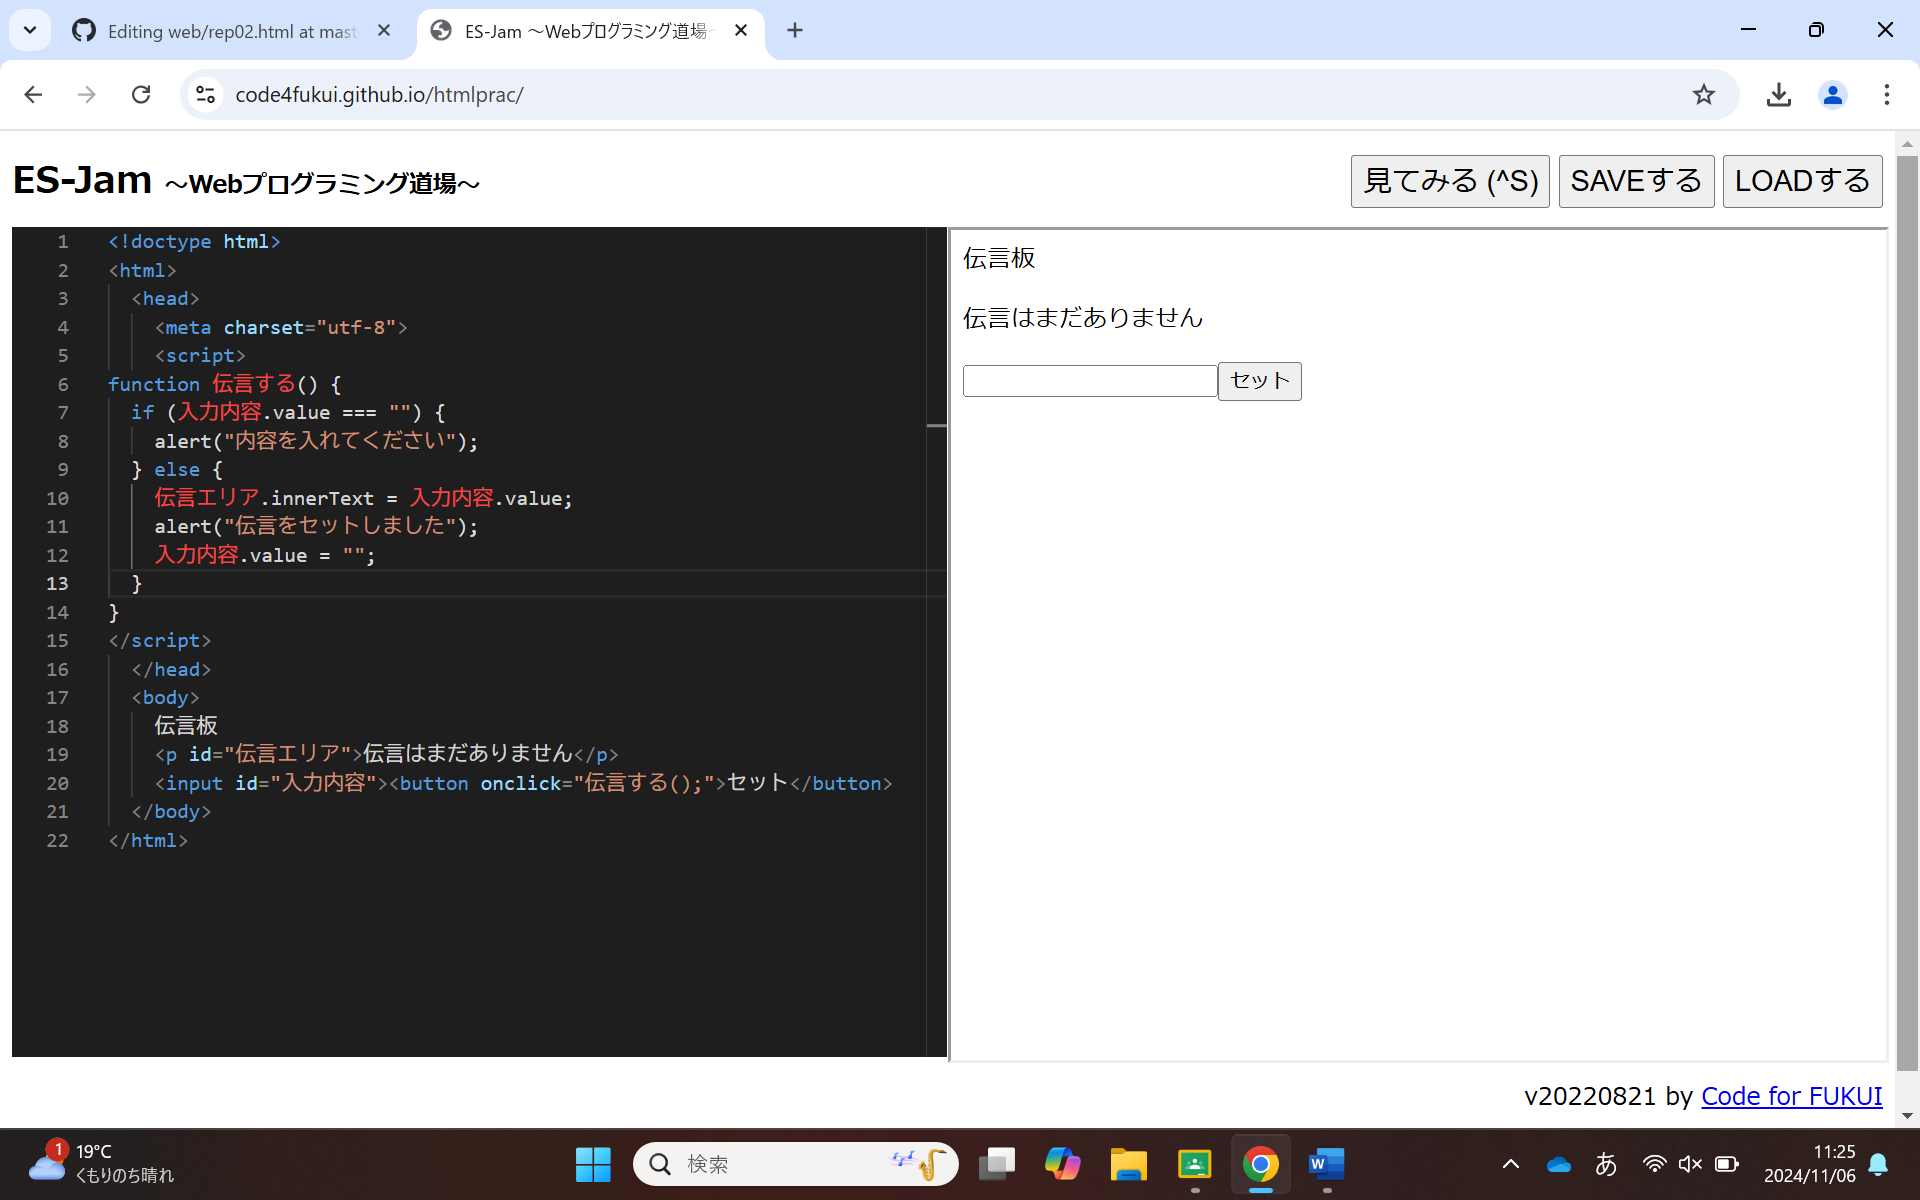 Editing web/rep02.html at mast
ES-Jam ～Webプログラミング道場～
code4fukui.github.io/htmlprac/
ES-Jam ～Webプログラミング道場～
見てみる (^S)
SAVEする
LOADする
1 <!doctype html>
2 <html>
3 <head>
4 <meta charset="utf-8">
5 <script>
6 function 伝言する() {
7 if (入力内容.value === "") {
8 alert("内容を入れてください");
9 } else {
10 伝言エリア.innerText = 入力内容.value;
11 alert("伝言をセットしました");
12 入力内容.value = "";
13 }
14 }
15 </script>
16 </head>
17 <body>
18 伝言板
19 <p id="伝言エリア">伝言はまだありません</p>
20 <input id="入力内容"><button onclick="伝言する();">セット</button>
21 </body>
22 </html>
伝言板
伝言はまだありません
セット
v20220821 by Code for FUKUI
1
19°C
くもりのち晴れ
検索
あ
11:25
2024/11/06